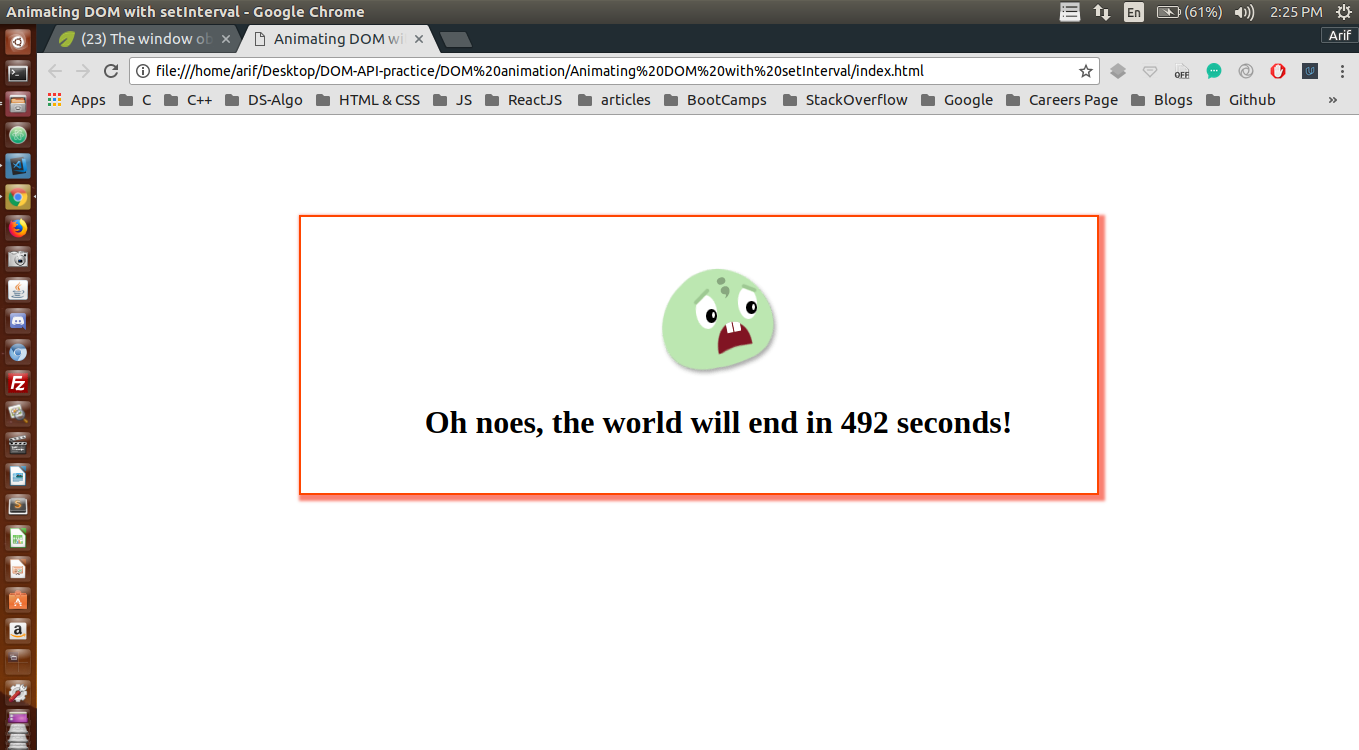 Animating DOM with setInterval - Google Chrome
En (61%) 2:25 PM
(23) The window ob Animating DOM wi Arif
file:///home/arif/Desktop/DOM-API-practice/DOM%20animation/Animating%20DOM%20with%20setInterval/index.html OFF
Apps C C++ DS-Algo HTML & CSS JS ReactJS articles BootCamps StackOverflow Google Careers Page Blogs Github »
Oh noes, the world will end in 492 seconds!